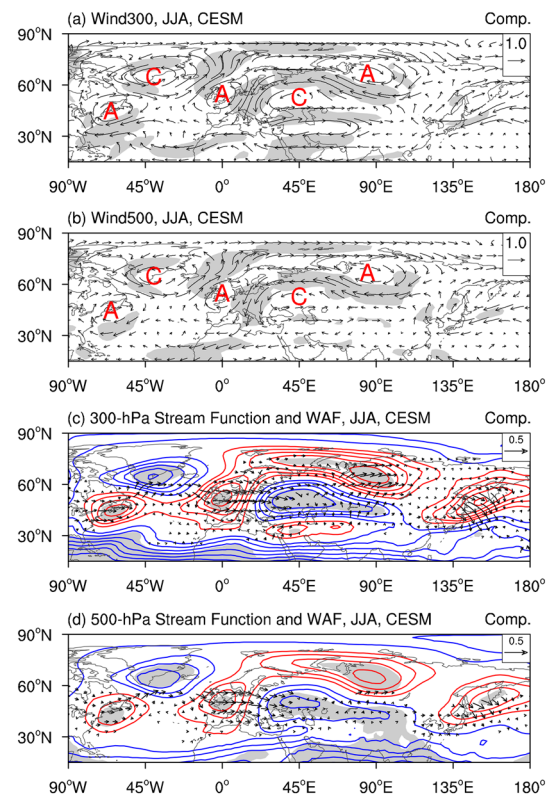 (a) Wind300, JJA, CESM Comp.
90°N
1.0
C
A
60°N
A
C
A
30°N
90°W 45°W 0° 45°E 90°E 135°E 180°
(b) Wind500, JJA, CESM Comp.
90°N
1.0
C
A
60°N
A
C
A
30°N
90°W 45°W 0° 45°E 90°E 135°E 180°
(c) 300-hPa Stream Function and WAF, JJA, CESM Comp.
90°N
0.5
60°N
30°N
90°W 45°W 0° 45°E 90°E 135°E 180°
(d) 500-hPa Stream Function and WAF, JJA, CESM Comp.
90°N
0.5
60°N
30°N
90°W 45°W 0° 45°E 90°E 135°E 180°